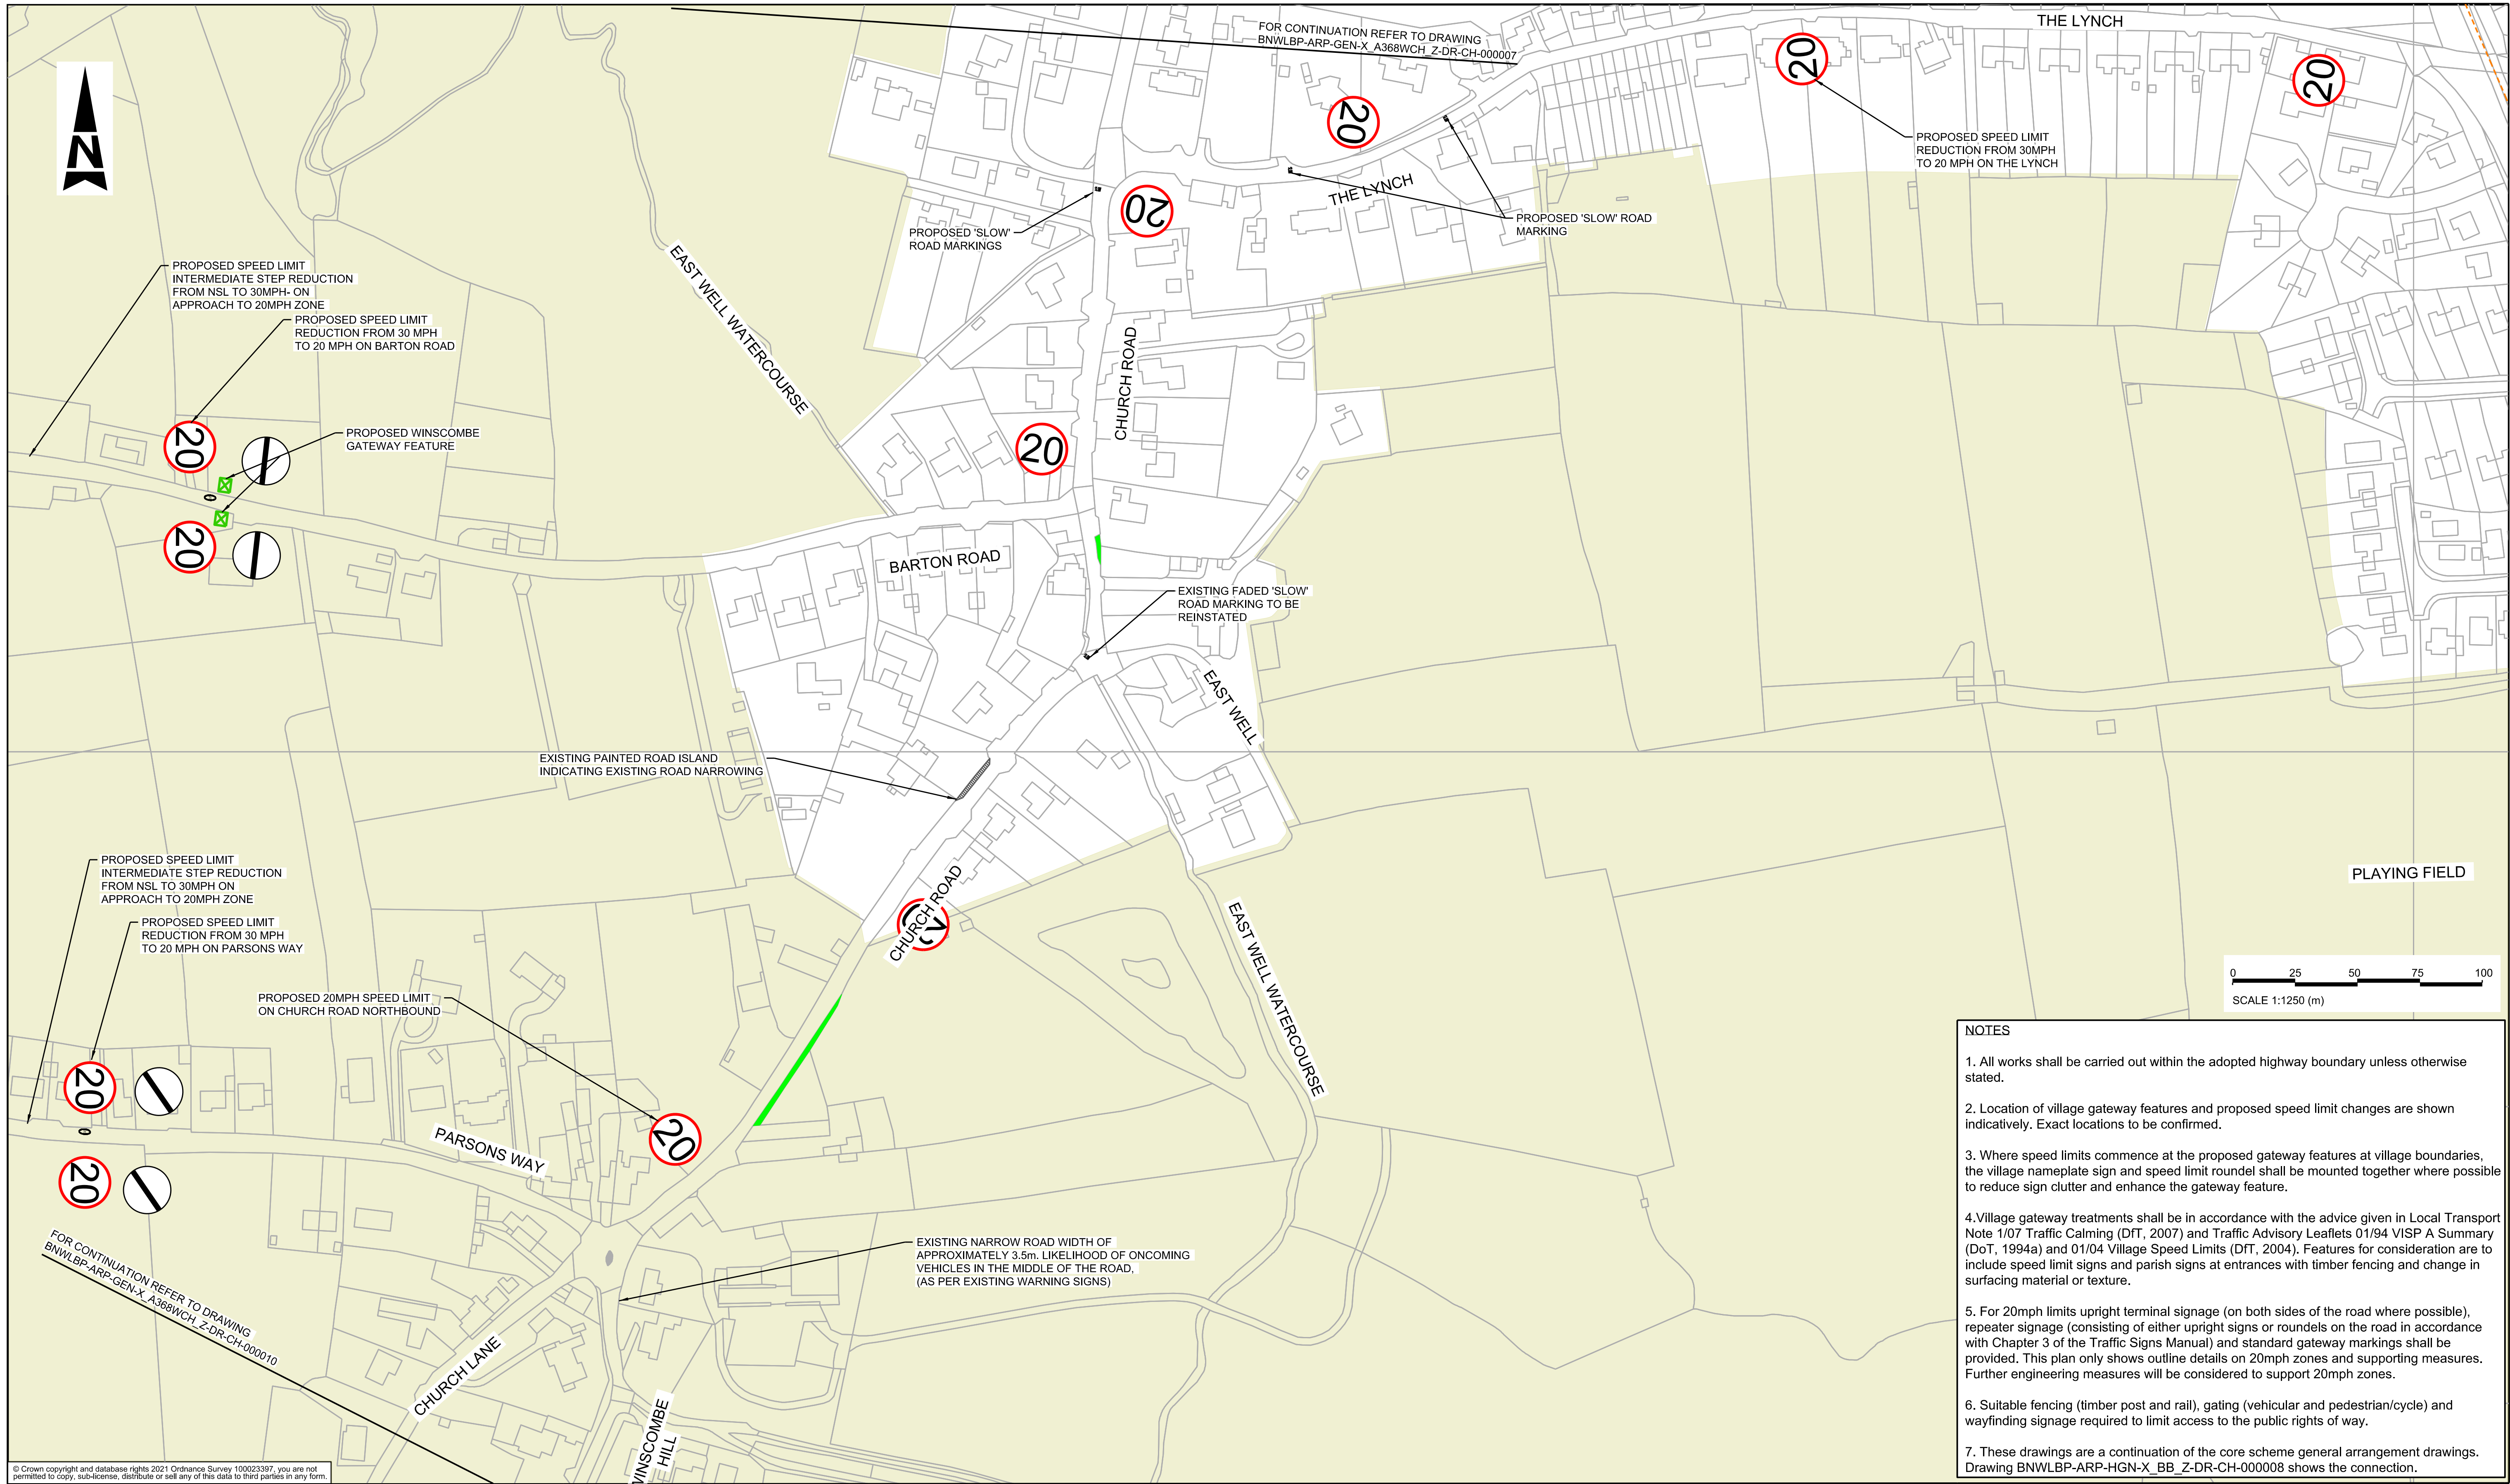 FOR CONTINUATION REFER TO DRAWING
BNWLBP-ARP-GEN-X_A368WCH_Z-DR-CH-000007
THE LYNCH
N
20
20
20
PROPOSED SPEED LIMIT
REDUCTION FROM 30MPH
TO 20 MPH ON THE LYNCH
THE LYNCH
20
PROPOSED 'SLOW'
ROAD MARKINGS
PROPOSED 'SLOW' ROAD
MARKING
EAST WELL WATERCOURSE
PROPOSED SPEED LIMIT
INTERMEDIATE STEP REDUCTION
FROM NSL TO 30MPH- ON
APPROACH TO 20MPH ZONE
PROPOSED SPEED LIMIT
REDUCTION FROM 30 MPH
TO 20 MPH ON BARTON ROAD
CHURCH ROAD
20
PROPOSED WINSCOMBE
GATEWAY FEATURE
20
20
BARTON ROAD
EXISTING FADED 'SLOW'
ROAD MARKING TO BE
REINSTATED
EAST WELL
EXISTING PAINTED ROAD ISLAND
INDICATING EXISTING ROAD NARROWING
PROPOSED SPEED LIMIT
INTERMEDIATE STEP REDUCTION
FROM NSL TO 30MPH ON
APPROACH TO 20MPH ZONE
PROPOSED SPEED LIMIT
REDUCTION FROM 30 MPH
TO 20 MPH ON PARSONS WAY
CHURCH ROAD
PLAYING FIELD
EAST WELL WATERCOURSE
PROPOSED 20MPH SPEED LIMIT
ON CHURCH ROAD NORTHBOUND
0 25 50 75 100
SCALE 1:1250 (m)
20
20
20
PARSONS WAY
FOR CONTINUATION REFER TO DRAWING
BNWLBP-ARP-GEN-X_A368WCH_Z-DR-CH-000010
EXISTING NARROW ROAD WIDTH OF
APPROXIMATELY 3.5m. LIKELIHOOD OF ONCOMING
VEHICLES IN THE MIDDLE OF THE ROAD,
(AS PER EXISTING WARNING SIGNS)
CHURCH LANE
WINSCOMBE
HILL
NOTES
1. All works shall be carried out within the adopted highway boundary unless otherwise
stated.
2. Location of village gateway features and proposed speed limit changes are shown
indicatively. Exact locations to be confirmed.
3. Where speed limits commence at the proposed gateway features at village boundaries,
the village nameplate sign and speed limit roundel shall be mounted together where possible
to reduce sign clutter and enhance the gateway feature.
4.Village gateway treatments shall be in accordance with the advice given in Local Transport
Note 1/07 Traffic Calming (DfT, 2007) and Traffic Advisory Leaflets 01/94 VISP A Summary
(DoT, 1994a) and 01/04 Village Speed Limits (DfT, 2004). Features for consideration are to
include speed limit signs and parish signs at entrances with timber fencing and change in
surfacing material or texture.
5. For 20mph limits upright terminal signage (on both sides of the road where possible),
repeater signage (consisting of either upright signs or roundels on the road in accordance
with Chapter 3 of the Traffic Signs Manual) and standard gateway markings shall be
provided. This plan only shows outline details on 20mph zones and supporting measures.
Further engineering measures will be considered to support 20mph zones.
6. Suitable fencing (timber post and rail), gating (vehicular and pedestrian/cycle) and
wayfinding signage required to limit access to the public rights of way.
7. These drawings are a continuation of the core scheme general arrangement drawings.
Drawing BNWLBP-ARP-HGN-X_BB_Z-DR-CH-000008 shows the connection.
© Crown copyright and database rights 2021 Ordnance Survey 100023397, you are not
permitted to copy, sub-license, distribute or sell any of this data to third parties in any form.